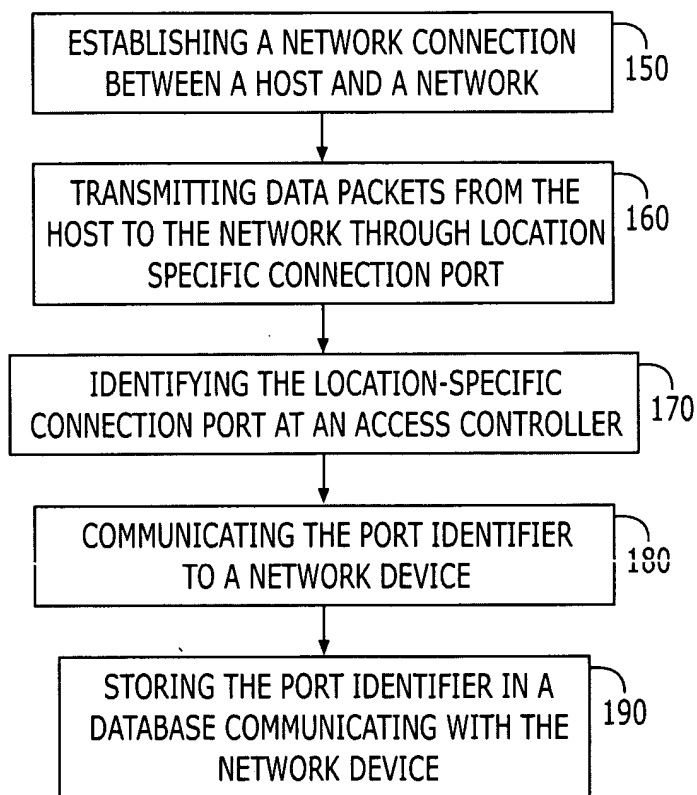 ESTABLISHING A NETWORK CONNECTION
BETWEEN A HOST AND A NETWORK
150
TRANSMITTING DATA PACKETS FROM THE
HOST TO THE NETWORK THROUGH LOCATION
SPECIFIC CONNECTION PORT
160
IDENTIFYING THE LOCATION-SPECIFIC
CONNECTION PORT AT AN ACCESS CONTROLLER
170
COMMUNICATING THE PORT IDENTIFIER
TO A NETWORK DEVICE
180
STORING THE PORT IDENTIFIER IN A
DATABASE COMMUNICATING WITH THE
NETWORK DEVICE
190